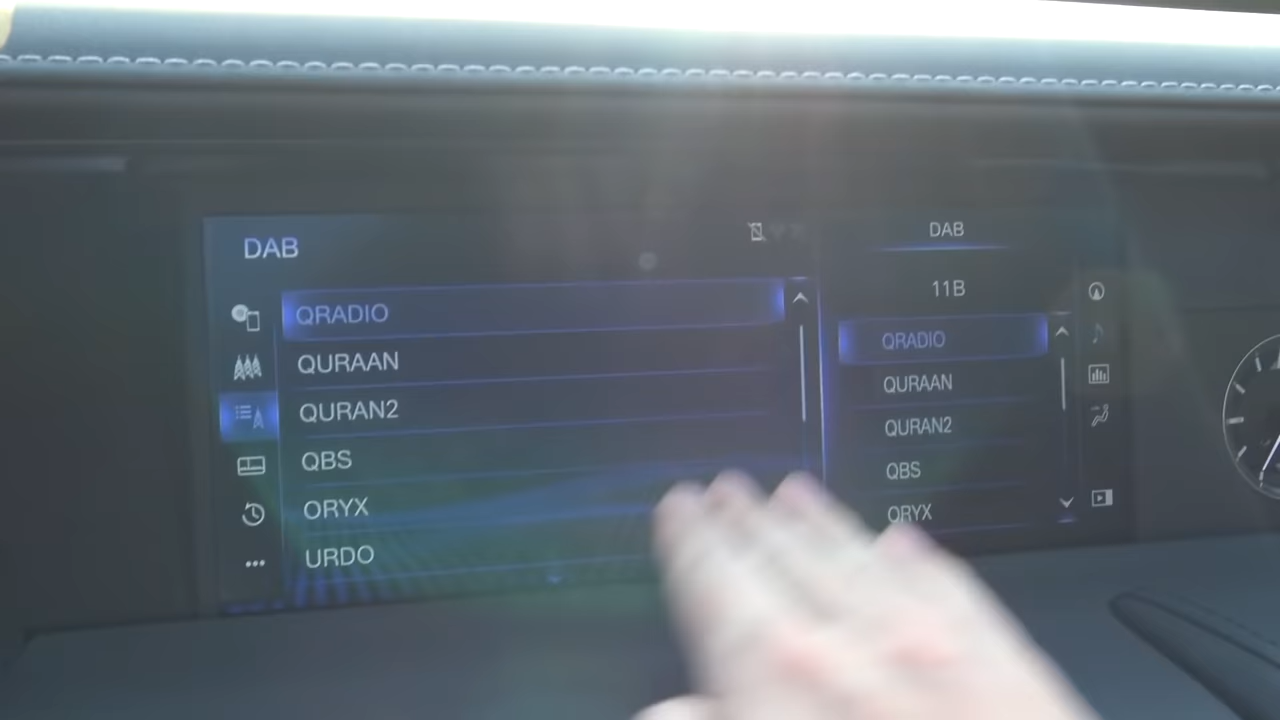 DAB
QRADIO
QURAAN
QURAN2
QBS
ORYX
URDO
DAB
11B
QRADIO
QURAAN
QURAN2
QBS
ORYX